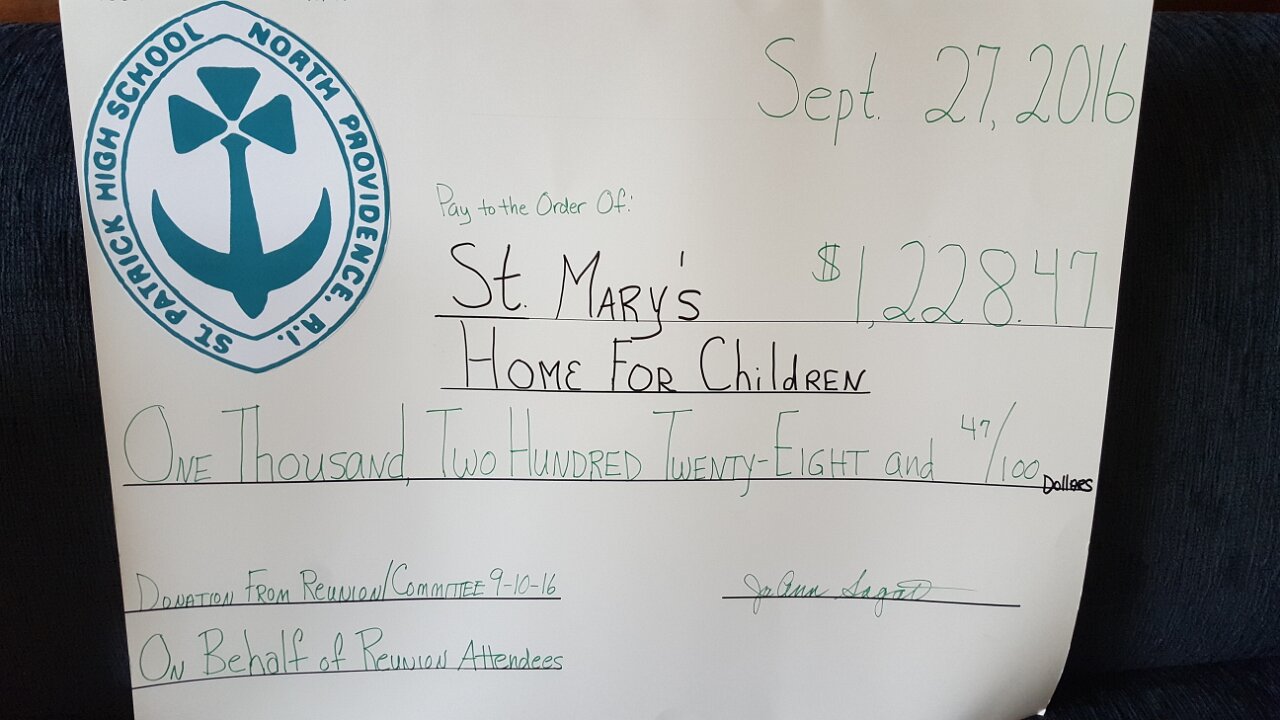 ST. PATRICK HIGH SCHOOL
NORTH PROVIDENCE, R.I.
Sept. 27, 2016
Pay to the Order Of:
St. Mary's $1,228.47
Home For Children
One Thousand, Two Hundred Twenty-Eight and 47/100 Dollars
Donation From Reunion/Committee 9-10-16
JoAnn
On Behalf of Reunion Attendees